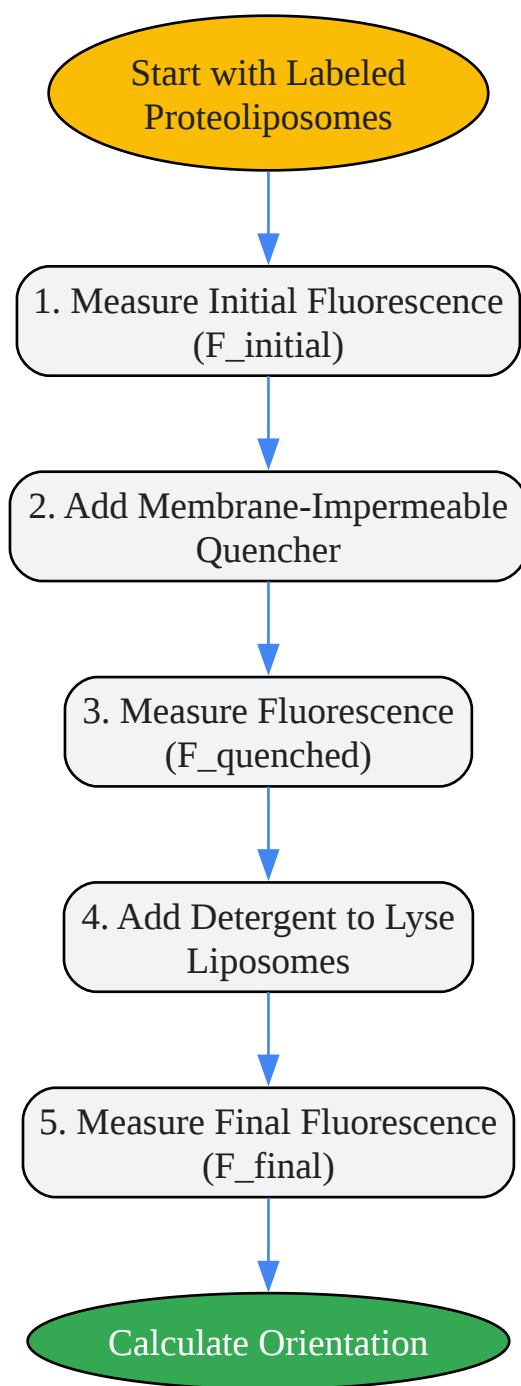 Start with Labeled
Proteoliposomes
1. Measure Initial Fluorescence
(F_initial)
2. Add Membrane-Impermeable
Quencher
3. Measure Fluorescence
(F_quenched)
4. Add Detergent to Lyse
Liposomes
5. Measure Final Fluorescence
(F_final)
Calculate Orientation